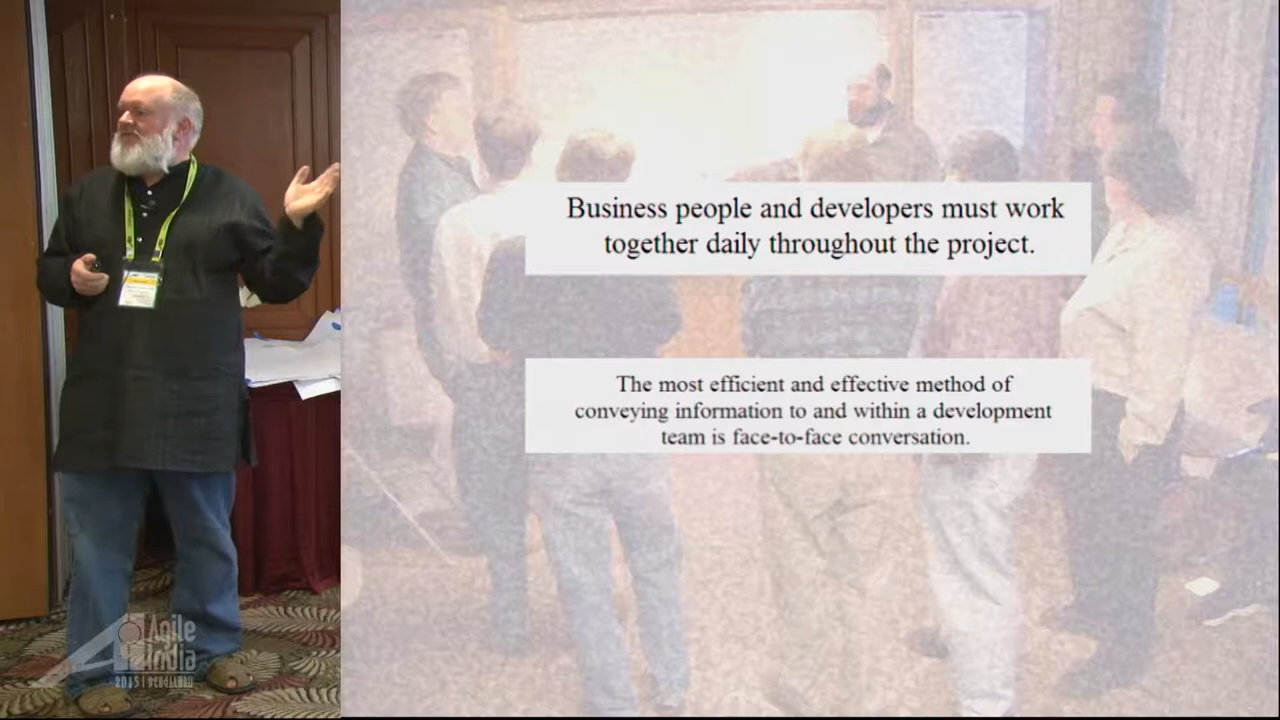 Business people and developers must work
together daily throughout the project.
The most efficient and effective method of
conveying information to and within a development
team is face-to-face conversation.
Agile
India
2015 | BENGALURU